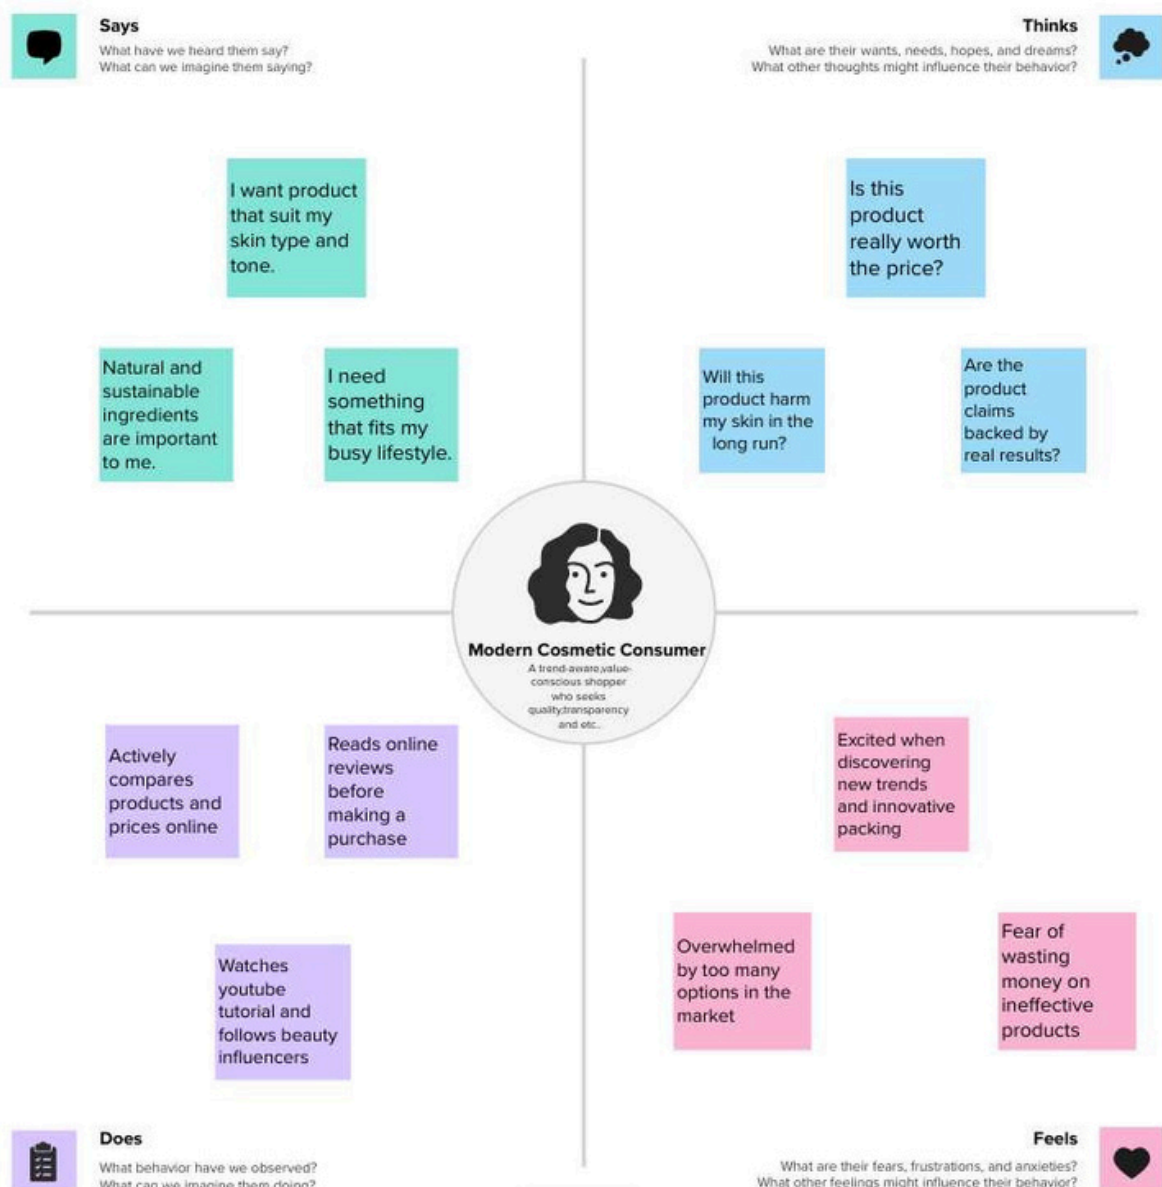 Says
What have we heard them say?
What can we imagine them saying?
Thinks
What are their wants, needs, hopes, and dreams?
What other thoughts might influence their behavior?
I want product
that suit my
skin type and
tone.
Natural and
sustainable
ingredients
are important
to me.
I need
something
that fits my
busy lifestyle.
Is this
product
really worth
the price?
Will this
product harm
my skin in the
long run?
Are the
product
claims
backed by
real results?
Modern Cosmetic Consumer
A trend-aware,value-
conscious shopper
who seeks
quality,transparency
and etc..
Actively
compares
products and
prices online
Reads online
reviews
before
making a
purchase
Watches
youtube
tutorial and
follows beauty
influencers
Excited when
discovering
new trends
and innovative
packing
Overwhelmed
by too many
options in the
market
Fear of
wasting
money on
ineffective
products
Does
What behavior have we observed?
What can we imagine them doing?
Feels
What are their fears, frustrations, and anxieties?
What other feelings might influence their behavior?